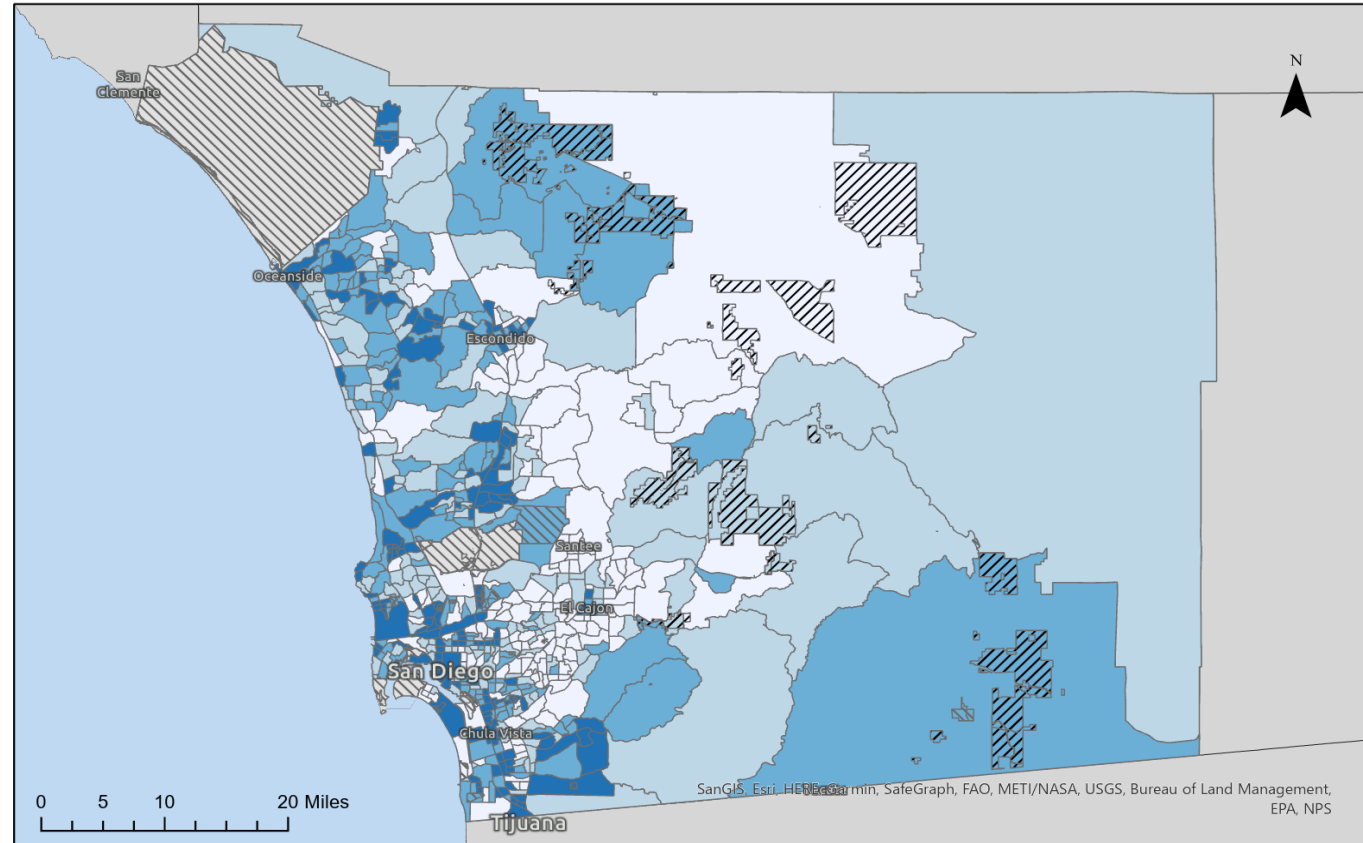 N
San
Clemente
Oceanside
Escondido
Santee
El Cajon
San Diego
Chula Vista
SanGIS, Esri, Garmin, SafeGraph, FAO, METI/NASA, USGS, Bureau of Land Management,
EPA, NPS
0 5 10 20 Miles
Tijuana